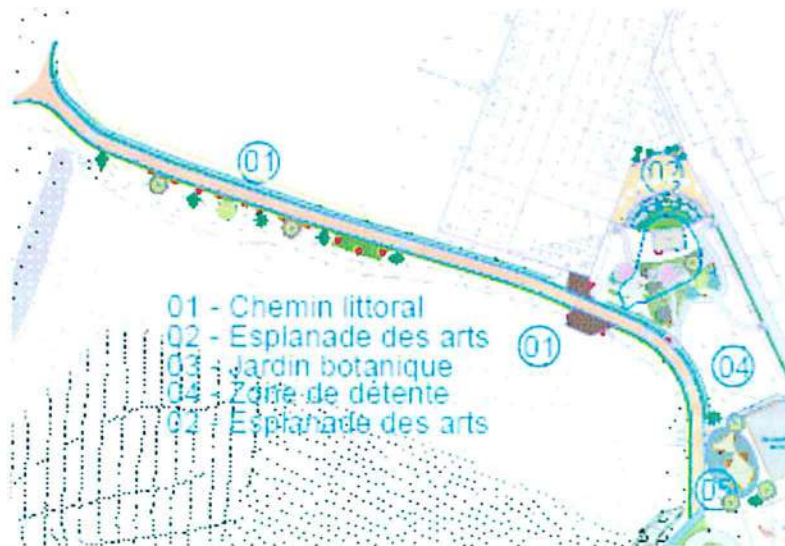 01
01 - Chemin littoral
02 - Esplanade des arts
03 - Jardin botanique
04 - Zone de détente
02 - Esplanade des arts
01
04
05